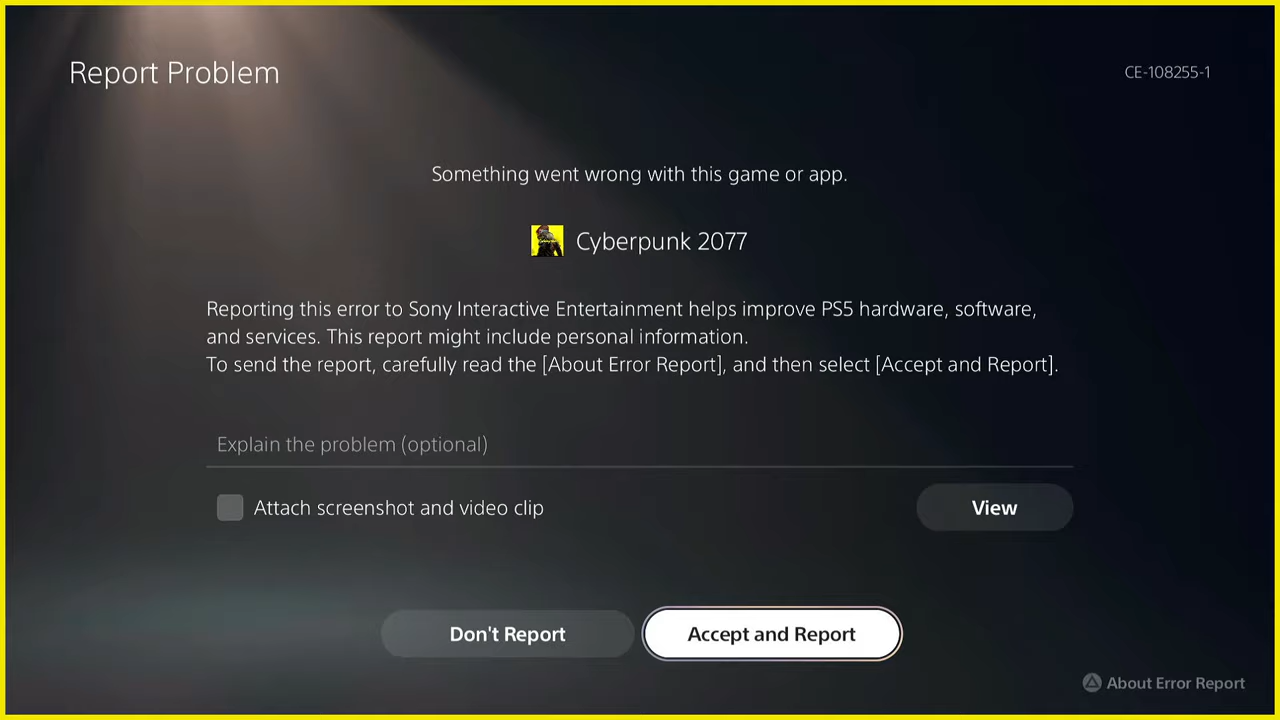 Report Problem
CE-108255-1
Something went wrong with this game or app.
Cyberpunk 2077
Reporting this error to Sony Interactive Entertainment helps improve PS5 hardware, software,
and services. This report might include personal information.
To send the report, carefully read the [About Error Report], and then select [Accept and Report].
Explain the problem (optional)
Attach screenshot and video clip
View
Don't Report
Accept and Report
About Error Report